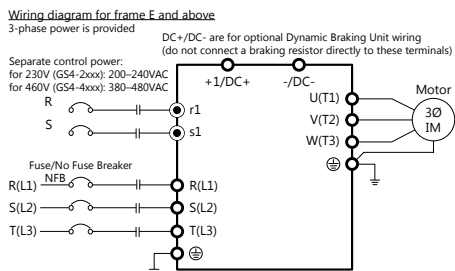 Wiring diagram for frame E and above
3-phase power is provided
DC+/DC- are for optional Dynamic Braking Unit wiring
(do not connect a braking resistor directly to these terminals)
Separate control power:
for 230V (GS4-2xxx): 200–240VAC
for 460V (GS4-4xxx): 380–480VAC
+1/DC+
-/DC-
R
r1
S
s1
U(T1)
V(T2)
W(T3)
Motor
3Ø
IM
Fuse/No Fuse Breaker
NFB
R(L1)
R(L1)
S(L2)
S(L2)
T(L3)
T(L3)